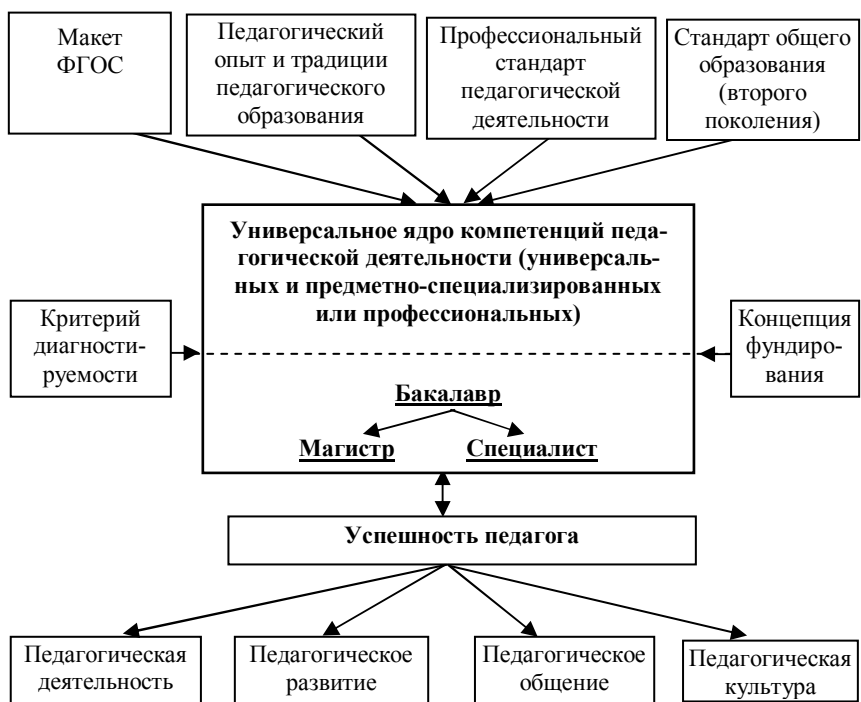 Макет
ФГОС
Педагогический
опыт и традиции
педагогического
образования
Профессиональный
стандарт
педагогической
деятельности
Стандарт общего
образования
(второго
поколения)
Универсальное ядро компетенций педа-
гогической деятельности (универсаль-
ных и предметно-специализированных
или профессиональных)
Критерий
диагности-
руемости
Концепция
фундиро-
вания
Бакалавр
Магистр
Специалист
Успешность педагога
Педагогическая
деятельность
Педагогическое
развитие
Педагогическое
общение
Педагогическая
культура